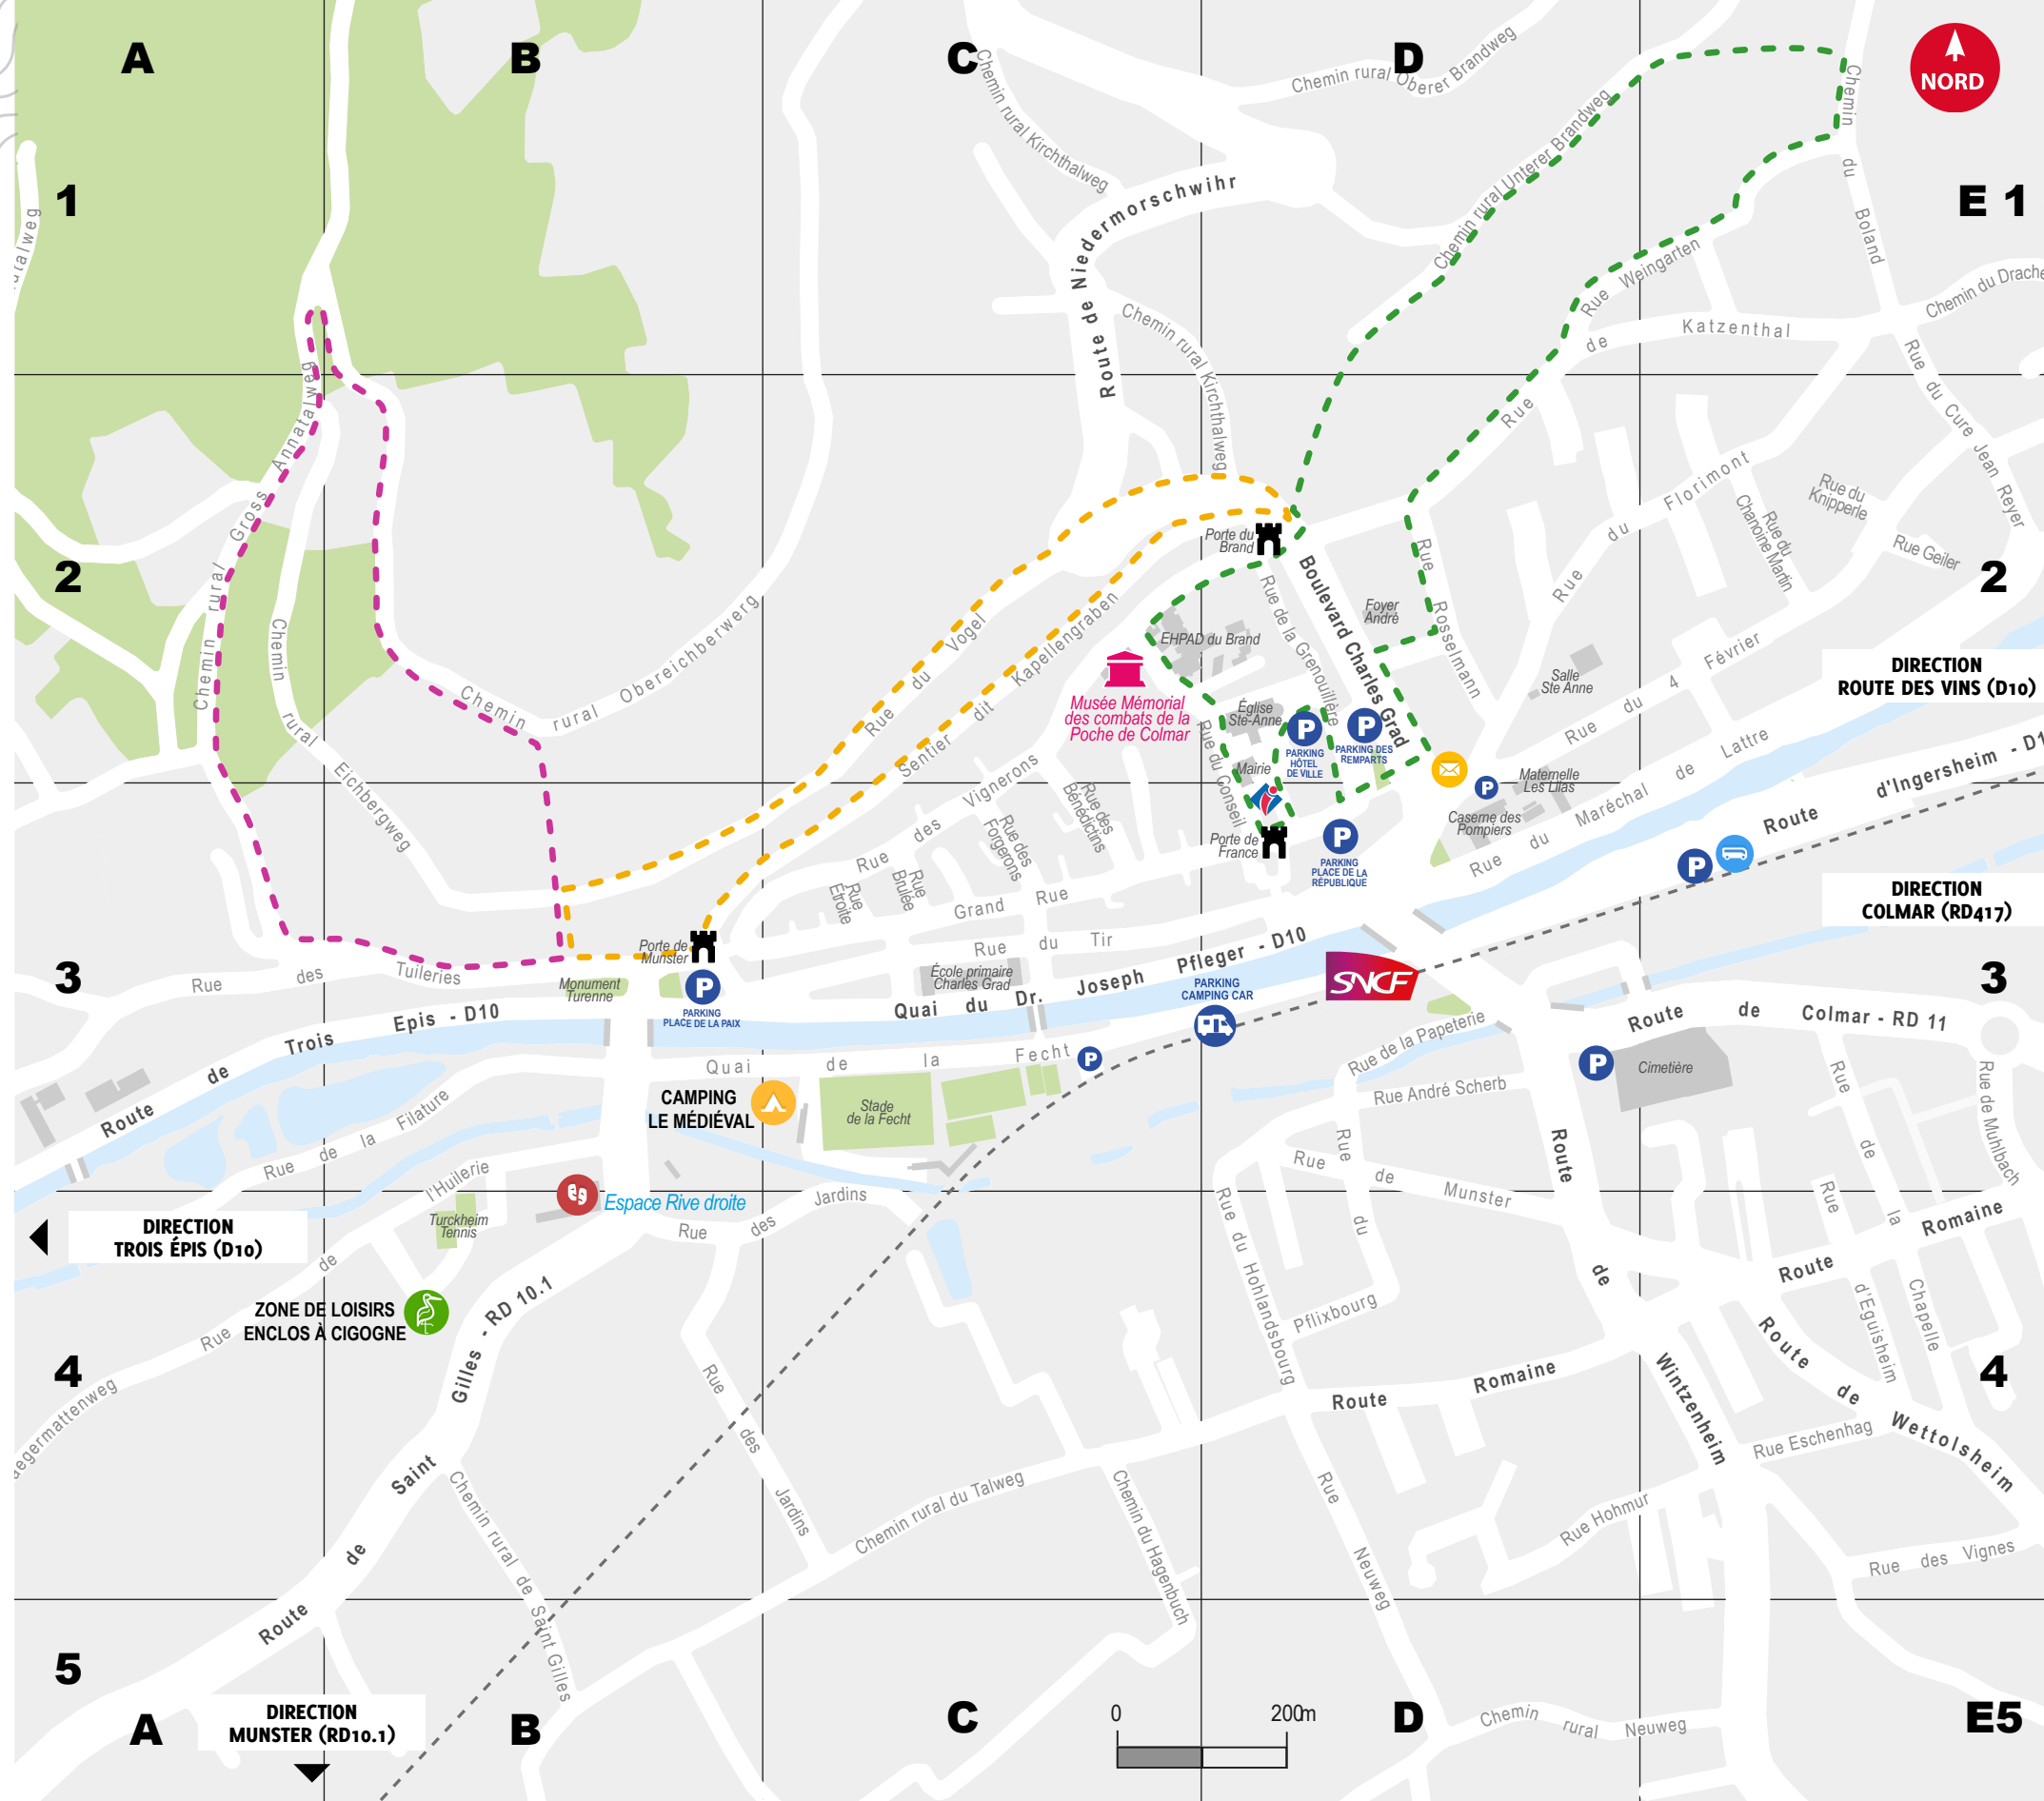 A
B
C
D
NORD
1
E 1
Chemin rural Oberer Brandweg
Chemin rural Kirchthalweg
Chemin rural Unterer Brandweg
Route de Niedermorschwihr
Chemin du Boland
Rue Weingarten
Chemin rural Kirchthalweg
Rue de Katzenthal
Rue du Cure Jean Reyer
Chemin rural Gross Annatalweg
2
2
Porte du
Brand
Boulevard Charles Grad
Rue Rosselmann
Foyer
André
Rue du Florimont
Rue du
Chanoine Martin
Rue du
Knipperle
Rue Geiler
Chemin rural Eichbergweg
Chemin rural Obereichberwerg
Rue du Vogel
Sentier dit Kapellengraben
EHPAD du Brand
Rue de la Grenouillère
Musée Mémorial
des combats de la
Poche de Colmar
Église
Ste-Anne
Rue du Conseil
Mairie
P
PARKING
HÔTEL
DE VILLE
P
PARKING DES
REMPARTS
Salle
Ste Anne
Rue du 4 Février
DIRECTION
ROUTE DES VINS (D10)
Maternelle
Les Lilas
P
Caserne des
Pompiers
Rue du Maréchal de Lattre
Route d'Ingersheim
P
DIRECTION
COLMAR (RD417)
Porte de
France
P
PARKING
PLACE DE LA
RÉPUBLIQUE
Rue des Vignerons
Rue des
Bénédictins
Rue des
Forgerons
Rue
Brulée
Rue
Etroite
Grand Rue
Rue du Tir
École primaire
Charles Grad
Quai du Dr. Joseph Pfleger - D10
Porte de
Munster
P
PARKING
PLACE DE LA PAIX
Monument
Turenne
Rue des Tuileries
3
3
Route de Trois Epis - D10
SNCF
PARKING
CAMPING CAR
P
Quai de la Fecht
CAMPING
LE MÉDIÉVAL
Stade
de la Fecht
Rue de la Filature
Rue de la Papeterie
Rue André Scherb
Route de Colmar - RD 11
P
Cimetière
Rue de Muhlbach
Rue de la Chapelle
Rue d'Eguisheim
Rue de l'Huilerie
Turckheim
Tennis
Espace Rive droite
Rue des Jardins
DIRECTION
TROIS ÉPIS (D10)
ZONE DE LOISIRS
ENCLOS À CIGOGNE
Rue de Munster
Rue du Pflixbourg
Rue du Hohlandsbourg
Route de Wintzenheim
Route Romaine
Route de Wettolsheim
4
4
Route Romaine
Rue Eschenhag
Rue Hohmur
Rue des Vignes
Route de Saint Gilles - RD 10.1
Chemin rural de Saint Gilles
Rue des Jardins
Chemin rural du Talweg
Chemin du Hagenbuch
Rue Neuweg
Chemin rural Neuweg
5
A
DIRECTION
MUNSTER (RD10.1)
B
C
0
200m
D
E5